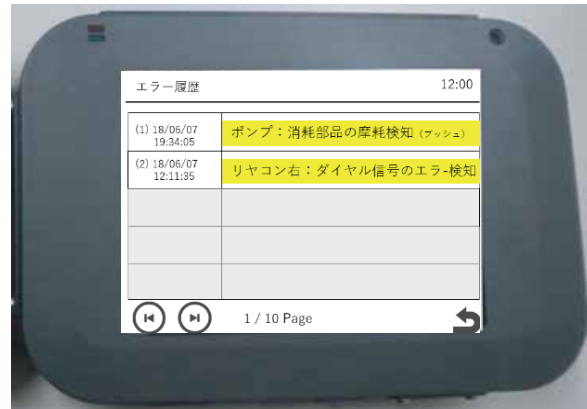 エラー履歴 12:00
(1) 18/06/07
19:34:05
ポンプ：消耗部品の摩耗検知（ブッシュ）
(2) 18/06/07
12:11:35
リヤコン右：ダイヤル信号のエラ-検知
1 / 10 Page